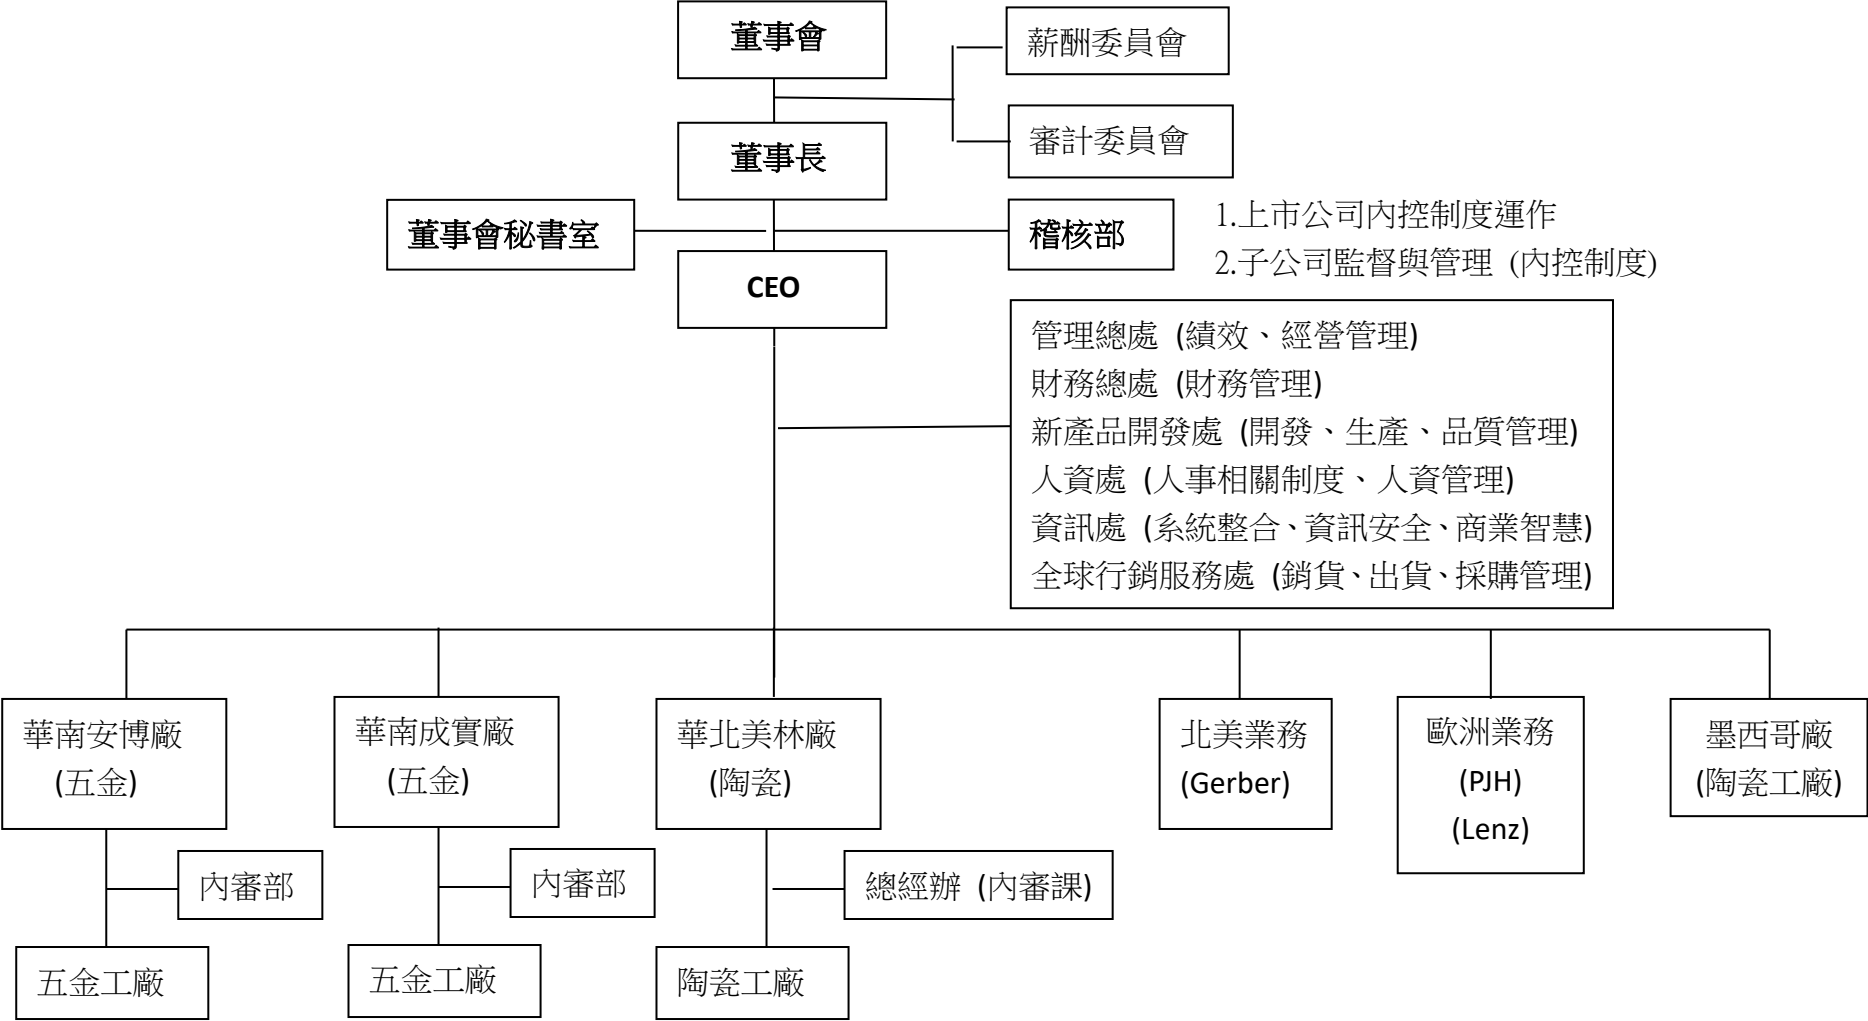 董事會
薪酬委員會
審計委員會
董事長
董事會秘書室
稽核部
1.上市公司內控制度運作
2.子公司監督與管理 (內控制度)
CEO
管理總處 (績效、經營管理)
財務總處 (財務管理)
新產品開發處 (開發、生產、品質管理)
人資處 (人事相關制度、人資管理)
資訊處 (系統整合、資訊安全、商業智慧)
全球行銷服務處 (銷貨、出貨、採購管理)
華南安博廠
(五金)
華南成實廠
(五金)
華北美林廠
(陶瓷)
北美業務
(Gerber)
歐洲業務
(PJH)
(Lenz)
墨西哥廠
(陶瓷工廠)
內審部
內審部
總經辦 (內審課)
五金工廠
五金工廠
陶瓷工廠